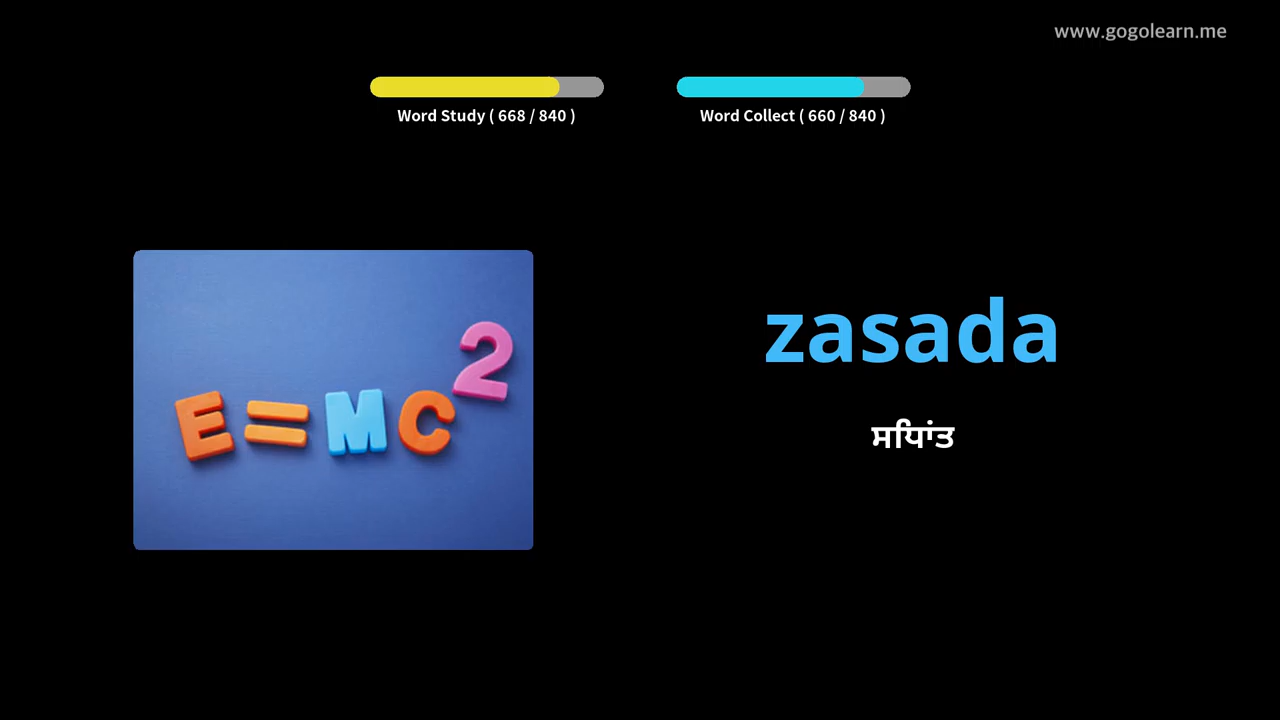 www.gogolearn.me
Word Study ( 668 / 840 )
Word Collect ( 660 / 840 )
E=MC²
zasada
ਸਧਿਾਂਤ